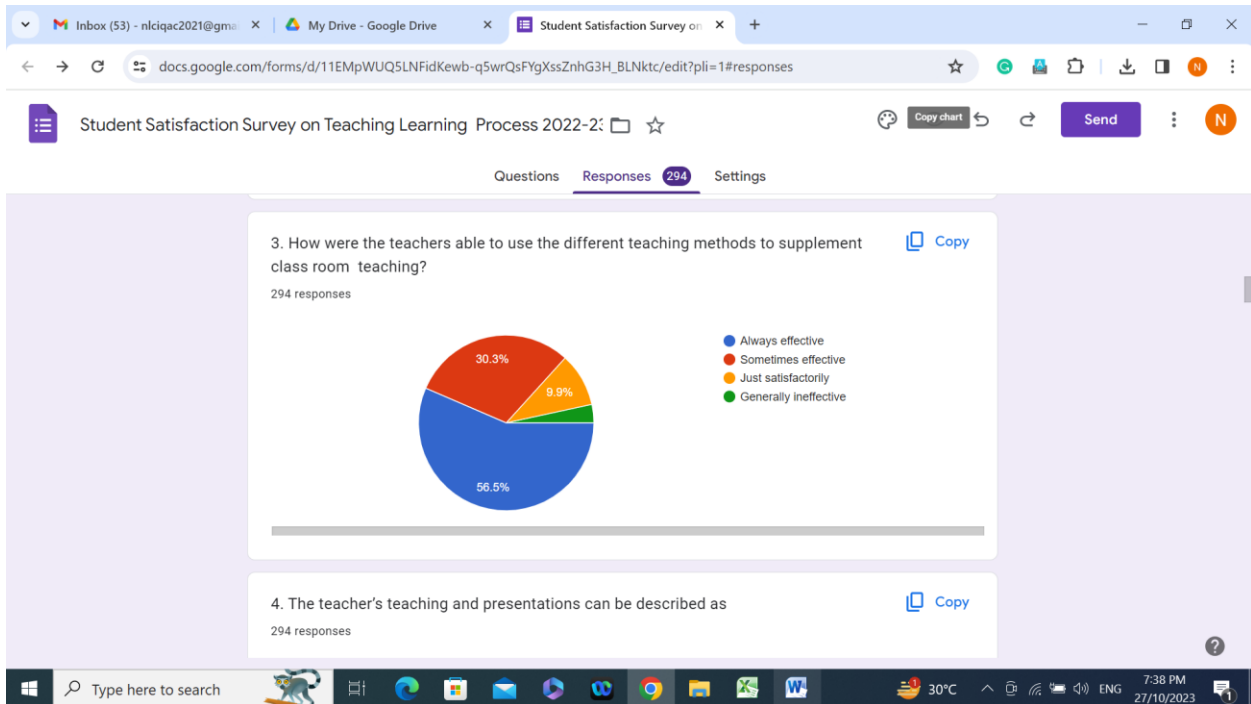 Inbox (53) - nlciqac2021@gma
My Drive - Google Drive
Student Satisfaction Survey on
docs.google.com/forms/d/11EMpWUQ5LNFidKewb-q5wrQsFYgXssZnhG3H_BLNktc/edit?pli=1#responses
N
Student Satisfaction Survey on Teaching Learning Process 2022-23
Copy chart
Send
N
Questions
Responses 294
Settings
3. How were the teachers able to use the different teaching methods to supplement
class room teaching?
Copy
294 responses
30.3%
9.9%
56.5%
Always effective
Sometimes effective
Just satisfactorily
Generally ineffective
4. The teacher's teaching and presentations can be described as
Copy
294 responses
Type here to search
30°C
ENG
7:38 PM
27/10/2023